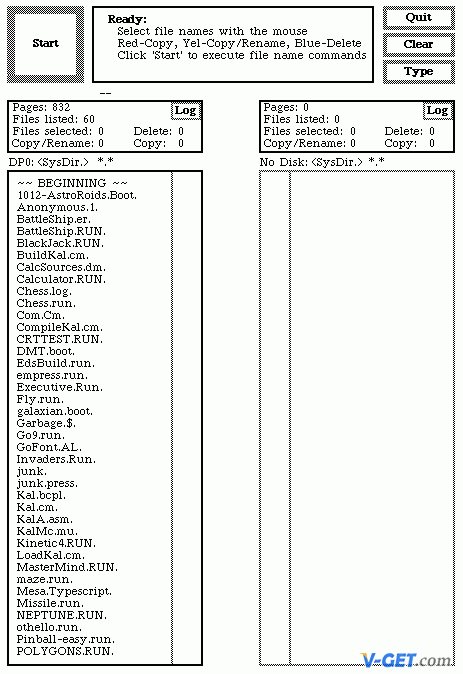 Start
Ready:
Select file names with the mouse
Red-Copy, Yel-Copy/Rename, Blue-Delete
Click 'Start' to execute file name commands
Quit
Clear
Type
--
Pages: 832
Log
Files listed: 60
Files selected: 0 Delete: 0
Copy/Rename: 0 Copy: 0
DP0: <SysDir.> *.*
Pages: 0
Log
Files listed: 0
Files selected: 0 Delete: 0
Copy/Rename: 0 Copy: 0
No Disk: <SysDir.> *.*
~~ BEGINNING ~~
1012-AstroRoids.Boot.
Anonymous.1.
BattleShip.er.
BattleShip.RUN.
BlackJack.RUN.
BuildKal.cm.
CalcSources.dm.
Calculator.RUN.
Chess.log.
Chess.run.
Com.Cm.
CompileKal.cm.
CRTTEST.RUN.
DMT.boot.
EdsBuild.run.
empress.run.
Executive.Run.
Fly.run.
galaxian.boot.
Garbage.$.
Go9.run.
GoFont.AL.
Invaders.Run.
junk.
junk.press.
Kal.bcpl.
Kal.cm.
KalA.asm.
KalMc.mu.
Kinetic4.RUN.
LoadKal.cm.
MasterMind.RUN.
maze.run.
Mesa.Typescript.
Missile.run.
NEPTUNE.RUN.
othello.run.
Pinball-easy.run.
POLYGONS.RUN.
V-GET.com